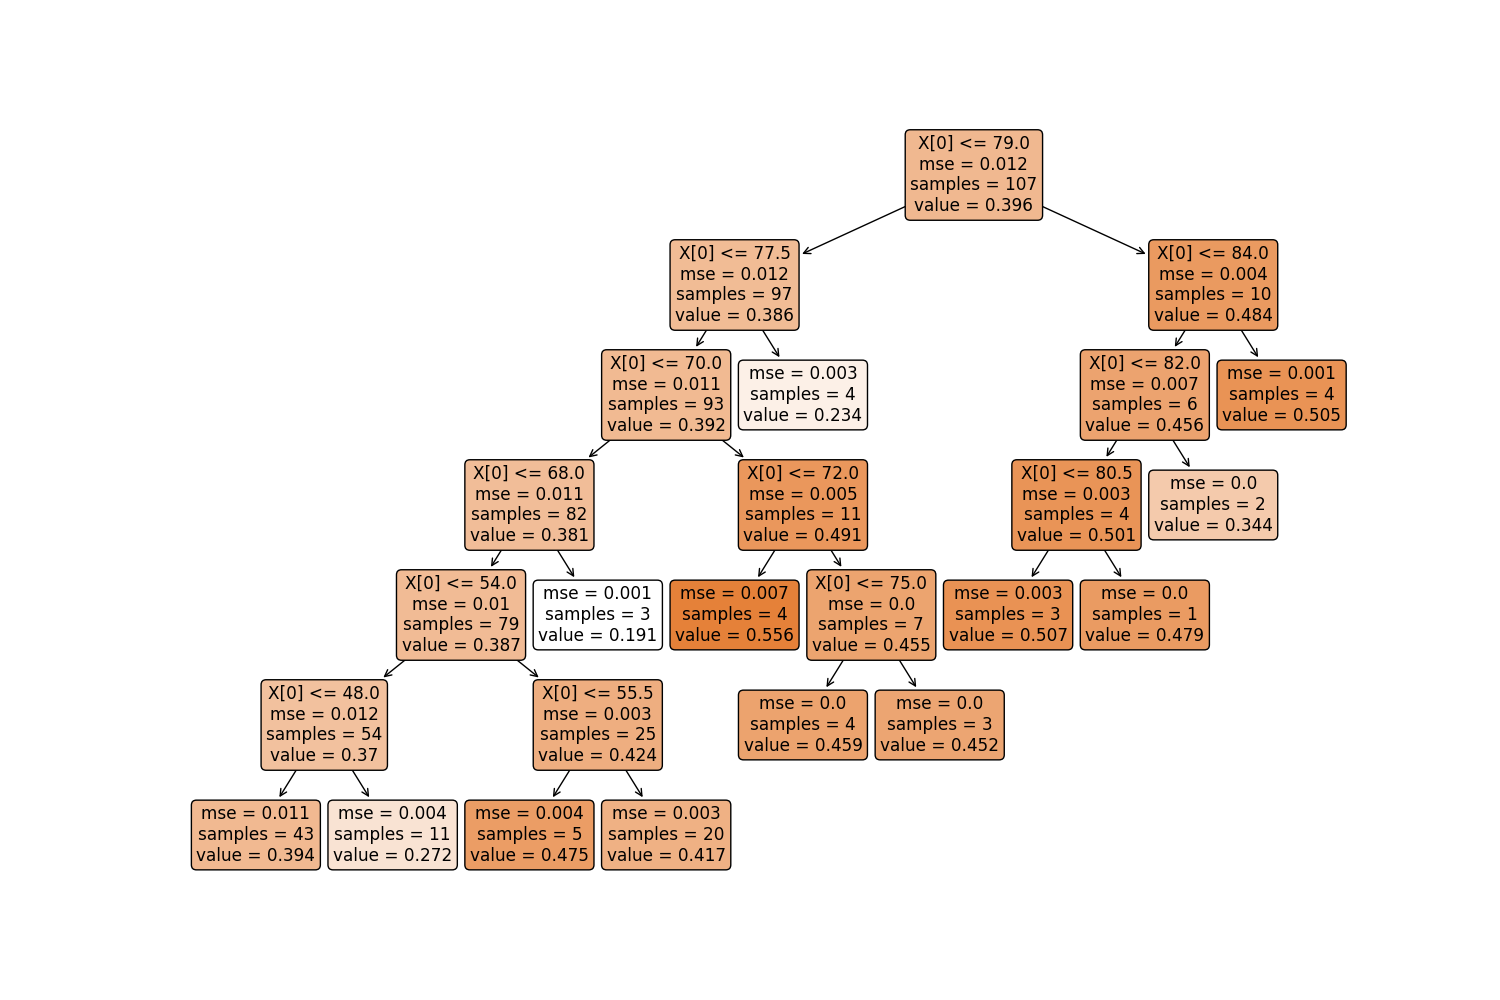 X[0] <= 79.0
mse = 0.012
samples = 107
value = 0.396
X[0] <= 77.5
mse = 0.012
samples = 97
value = 0.386
X[0] <= 84.0
mse = 0.004
samples = 10
value = 0.484
X[0] <= 70.0
mse = 0.011
samples = 93
value = 0.392
mse = 0.003
samples = 4
value = 0.234
X[0] <= 82.0
mse = 0.007
samples = 6
value = 0.456
mse = 0.001
samples = 4
value = 0.505
X[0] <= 68.0
mse = 0.011
samples = 82
value = 0.381
X[0] <= 72.0
mse = 0.005
samples = 11
value = 0.491
X[0] <= 80.5
mse = 0.003
samples = 4
value = 0.501
mse = 0.0
samples = 2
value = 0.344
X[0] <= 54.0
mse = 0.01
samples = 79
value = 0.387
mse = 0.001
samples = 3
value = 0.191
mse = 0.007
samples = 4
value = 0.556
X[0] <= 75.0
mse = 0.0
samples = 7
value = 0.455
mse = 0.003
samples = 3
value = 0.507
mse = 0.0
samples = 1
value = 0.479
X[0] <= 48.0
mse = 0.012
samples = 54
value = 0.37
X[0] <= 55.5
mse = 0.003
samples = 25
value = 0.424
mse = 0.0
samples = 4
value = 0.459
mse = 0.0
samples = 3
value = 0.452
mse = 0.011
samples = 43
value = 0.394
mse = 0.004
samples = 11
value = 0.272
mse = 0.004
samples = 5
value = 0.475
mse = 0.003
samples = 20
value = 0.417